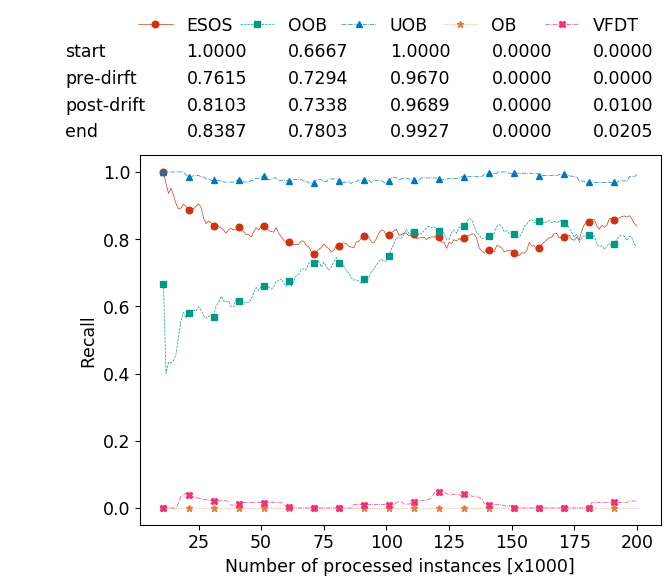 ESOS OOB UOB OB VFDT
start 1.0000 0.6667 1.0000 0.0000 0.0000
pre-dirft 0.7615 0.7294 0.9670 0.0000 0.0000
post-drift 0.8103 0.7338 0.9689 0.0000 0.0100
end 0.8387 0.7803 0.9927 0.0000 0.0205
1.0
0.8
0.6
0.4
0.2
0.0
Recall
25 50 75 100 125 150 175 200
Number of processed instances [x1000]